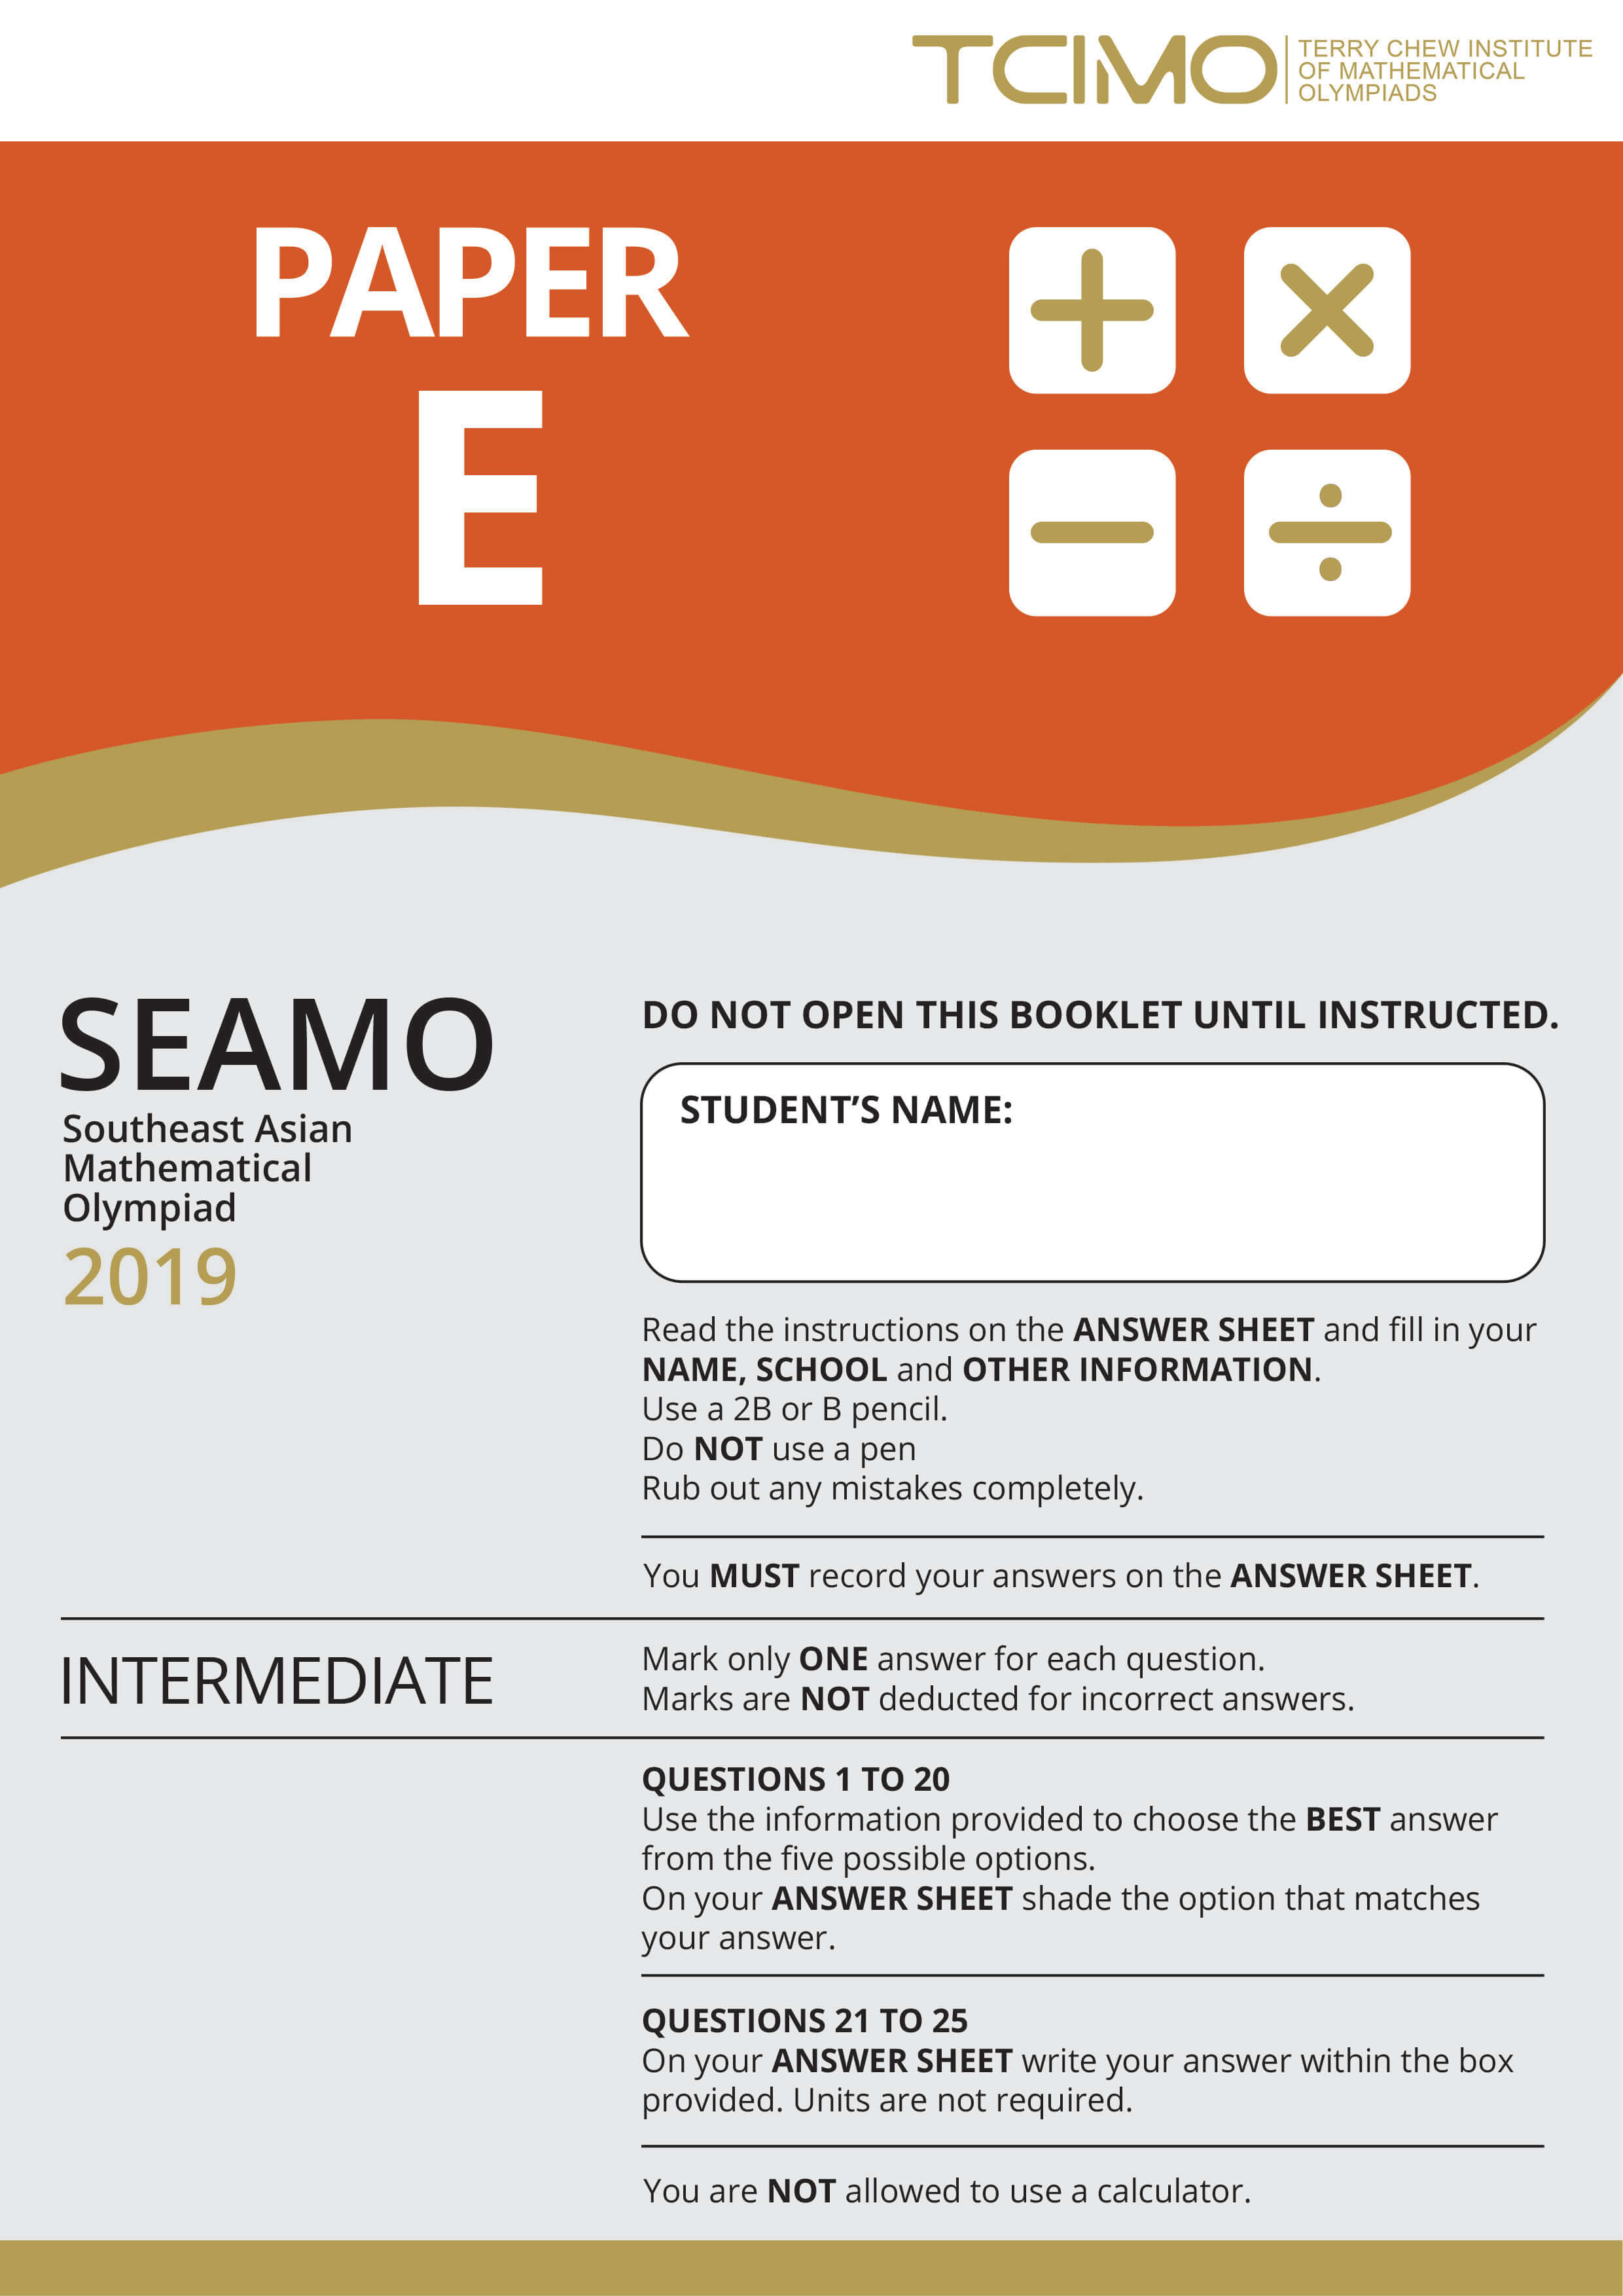 TCIMO
TERRY CHEW INSTITUTE
OF MATHEMATICAL
OLYMPIADS
PAPER
E
SEAMO
Southeast Asian
Mathematical
Olympiad
2019
DO NOT OPEN THIS BOOKLET UNTIL INSTRUCTED.
STUDENT’S NAME:
Read the instructions on the ANSWER SHEET and fill in your
NAME, SCHOOL and OTHER INFORMATION.
Use a 2B or B pencil.
Do NOT use a pen
Rub out any mistakes completely.
You MUST record your answers on the ANSWER SHEET.
INTERMEDIATE
Mark only ONE answer for each question.
Marks are NOT deducted for incorrect answers.
QUESTIONS 1 TO 20
Use the information provided to choose the BEST answer
from the five possible options.
On your ANSWER SHEET shade the option that matches
your answer.
QUESTIONS 21 TO 25
On your ANSWER SHEET write your answer within the box
provided. Units are not required.
You are NOT allowed to use a calculator.